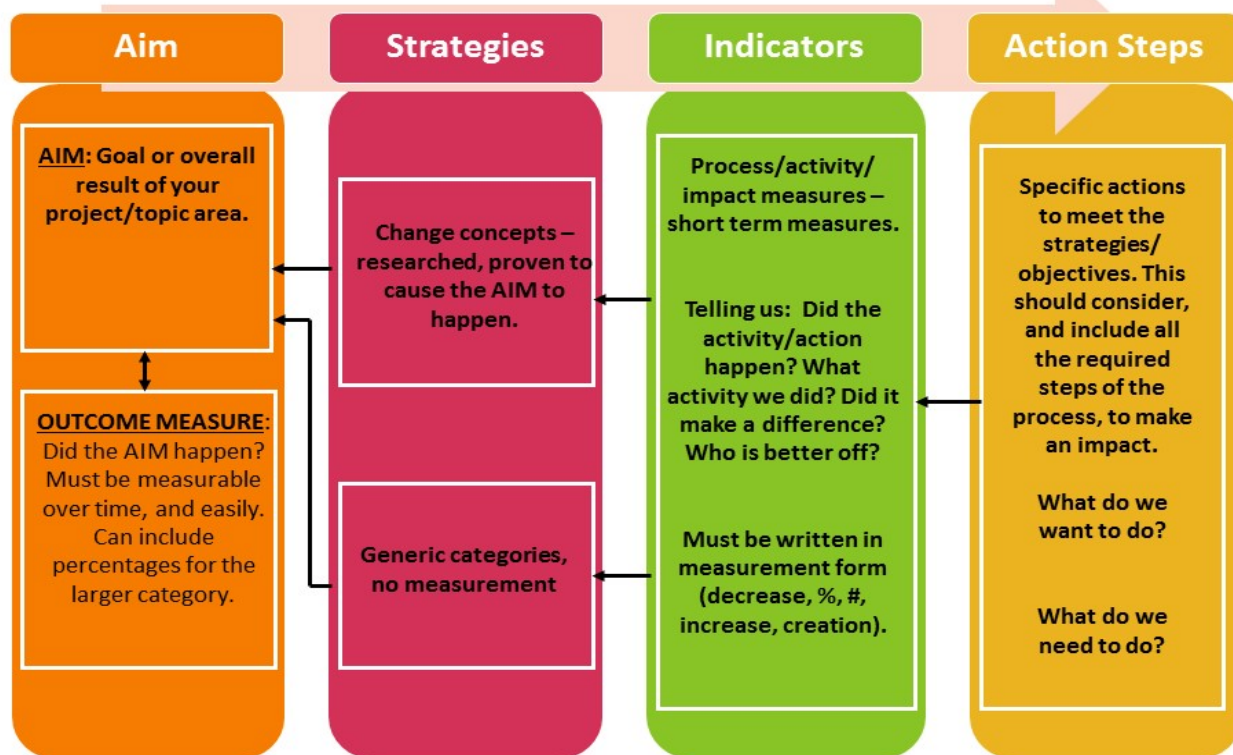 Aim
Strategies
Indicators
Action Steps
AIM: Goal or overall
result of your
project/topic area.
OUTCOME MEASURE:
Did the AIM happen?
Must be measurable
over time, and easily.
Can include
percentages for the
larger category.
Change concepts –
researched, proven to
cause the AIM to
happen.
Generic categories,
no measurement
Process/activity/
impact measures –
short term measures.
Telling us:  Did the
activity/action
happen? What
activity we did? Did it
make a difference?
Who is better off?
Must be written in
measurement form
(decrease, %, #,
increase, creation).
Specific actions
to meet the
strategies/
objectives. This
should consider,
and include all
the required
steps of the
process, to make
an impact.
What do we
want to do?
What do we
need to do?